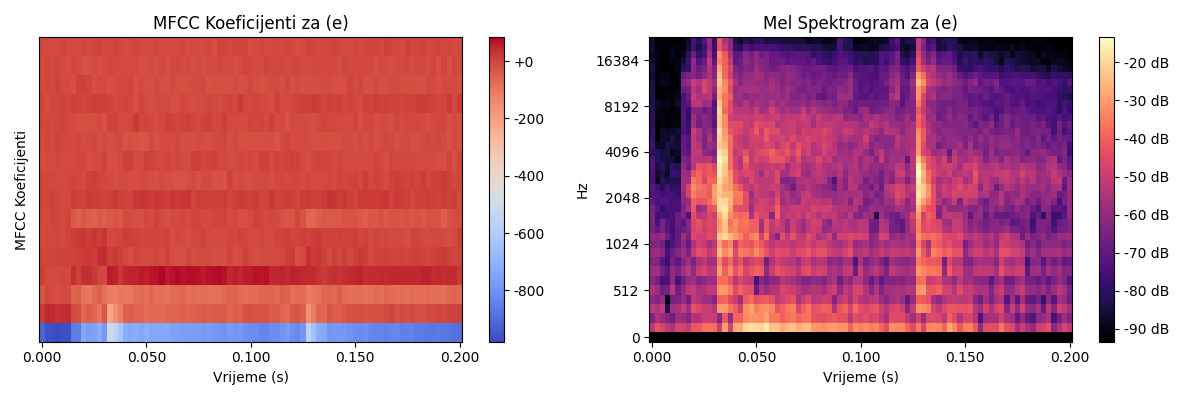 MFCC Koeficijenti za (e)
MFCC Koeficijenti
+0
-200
-400
-600
-800
0.000 0.050 0.100 0.150 0.200
Vrijeme (s)
Mel Spektrogram za (e)
Hz
16384
8192
4096
2048
1024
512
0
-20 dB
-30 dB
-40 dB
-50 dB
-60 dB
-70 dB
-80 dB
-90 dB
0.000 0.050 0.100 0.150 0.200
Vrijeme (s)